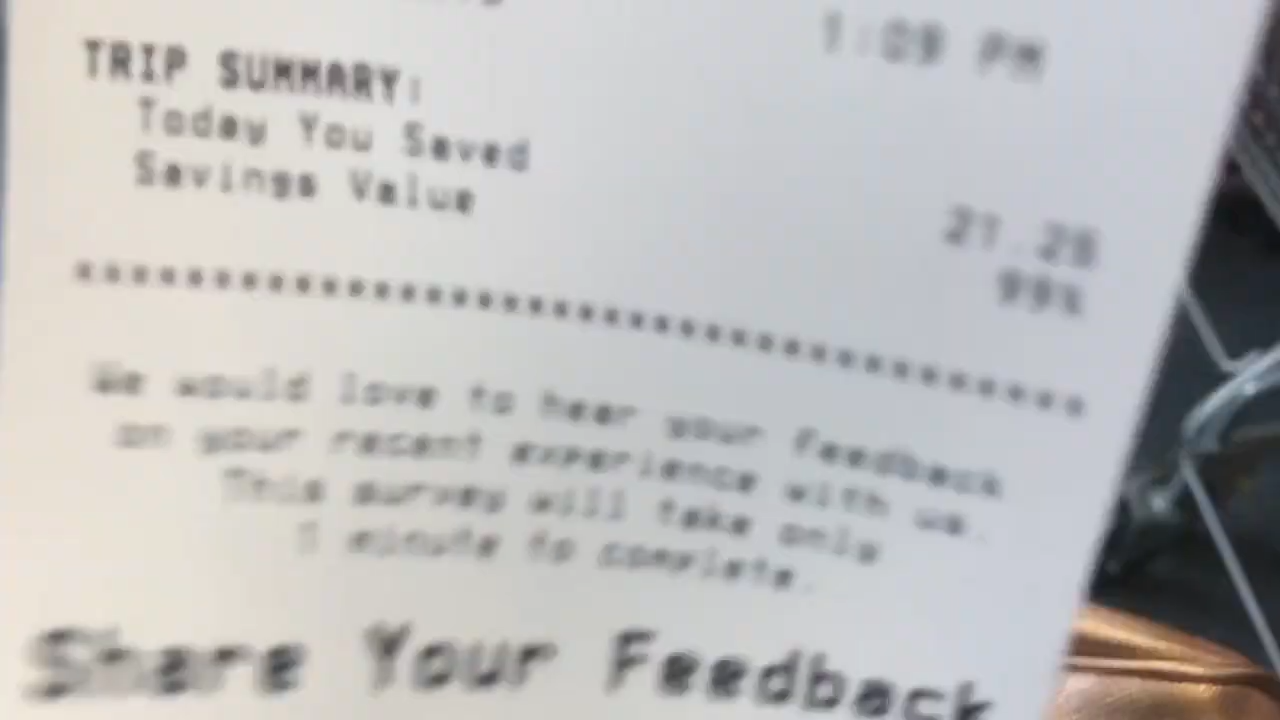 1:09 PM
TRIP SUMMARY:
Today You Saved 21.28
Savings Value 99%
We would love to hear your feedback
on your recent experience with us.
This survey will take only
1 minute to complete.
Share Your Feedback